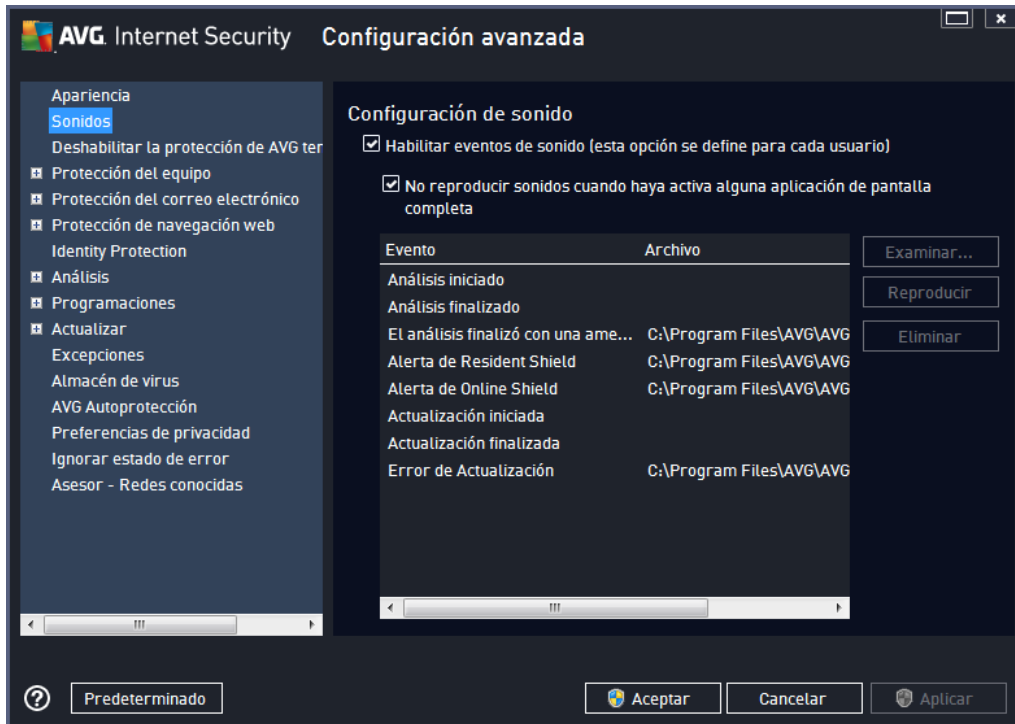 AVG. Internet Security Configuración avanzada
Apariencia
Sonidos
Deshabilitar la protección de AVG ter
Protección del equipo
Protección del correo electrónico
Protección de navegación web
Identity Protection
Análisis
Programaciones
Actualizar
Excepciones
Almacén de virus
AVG Autoprotección
Preferencias de privacidad
Ignorar estado de error
Asesor - Redes conocidas
Configuración de sonido
Habilitar eventos de sonido (esta opción se define para cada usuario)
No reproducir sonidos cuando haya activa alguna aplicación de pantalla
completa
Evento Archivo
Análisis iniciado
Análisis finalizado
El análisis finalizó con una ame... C:\Program Files\AVG\AVG
Alerta de Resident Shield C:\Program Files\AVG\AVG
Alerta de Online Shield C:\Program Files\AVG\AVG
Actualización iniciada
Actualización finalizada
Error de Actualización C:\Program Files\AVG\AVG
Examinar...
Reproducir
Eliminar
Predeterminado
Aceptar
Cancelar
Aplicar